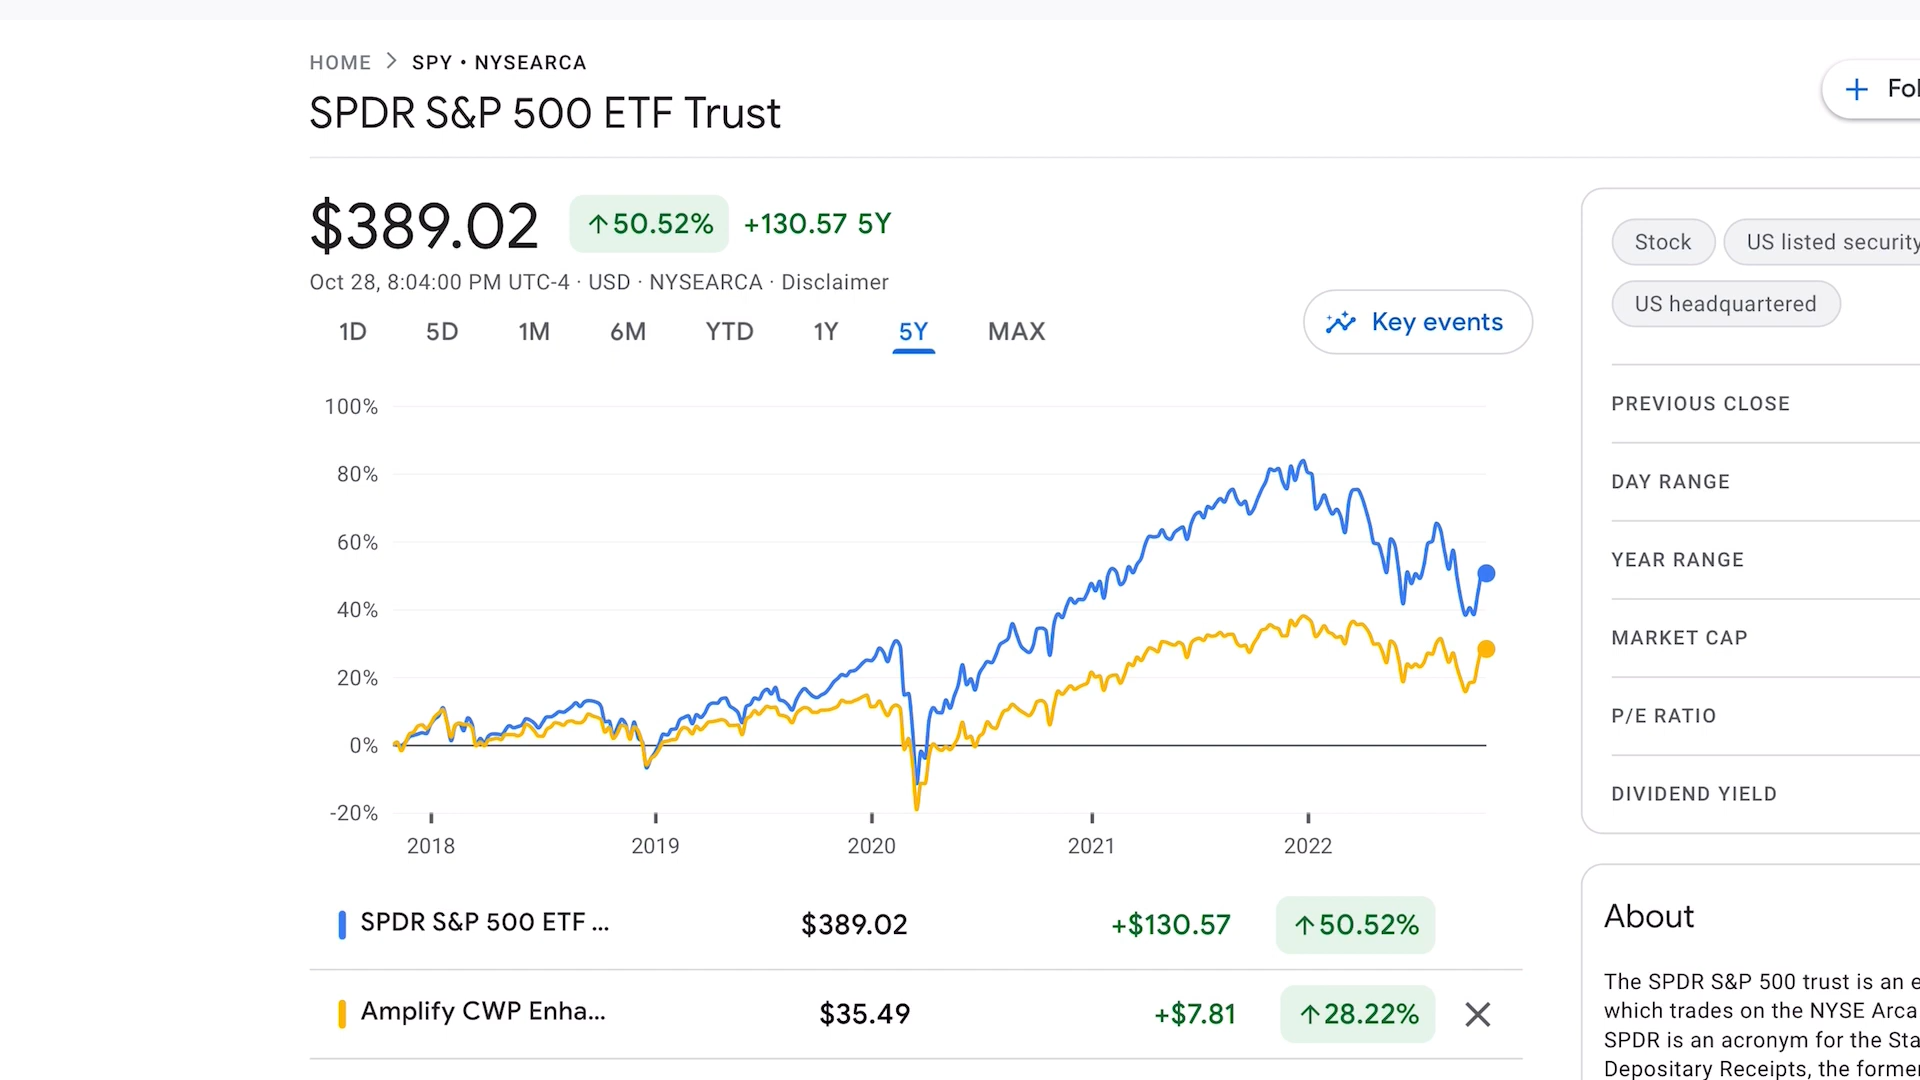 HOME > SPY • NYSEARCA
SPDR S&P 500 ETF Trust
$389.02 ↑50.52% +130.57 5Y
Oct 28, 8:04:00 PM UTC-4 · USD · NYSEARCA · Disclaimer
1D 5D 1M 6M YTD 1Y 5Y MAX
Key events
100%
80%
60%
40%
20%
0%
-20%
2018 2019 2020 2021 2022
SPDR S&P 500 ETF ... $389.02 +$130.57 ↑50.52%
Amplify CWP Enha... $35.49 +$7.81 ↑28.22%
+ Fol
Stock US listed security
US headquartered
PREVIOUS CLOSE
DAY RANGE
YEAR RANGE
MARKET CAP
P/E RATIO
DIVIDEND YIELD
About
The SPDR S&P 500 trust is an e
which trades on the NYSE Arca
SPDR is an acronym for the Sta
Depositary Receipts, the former